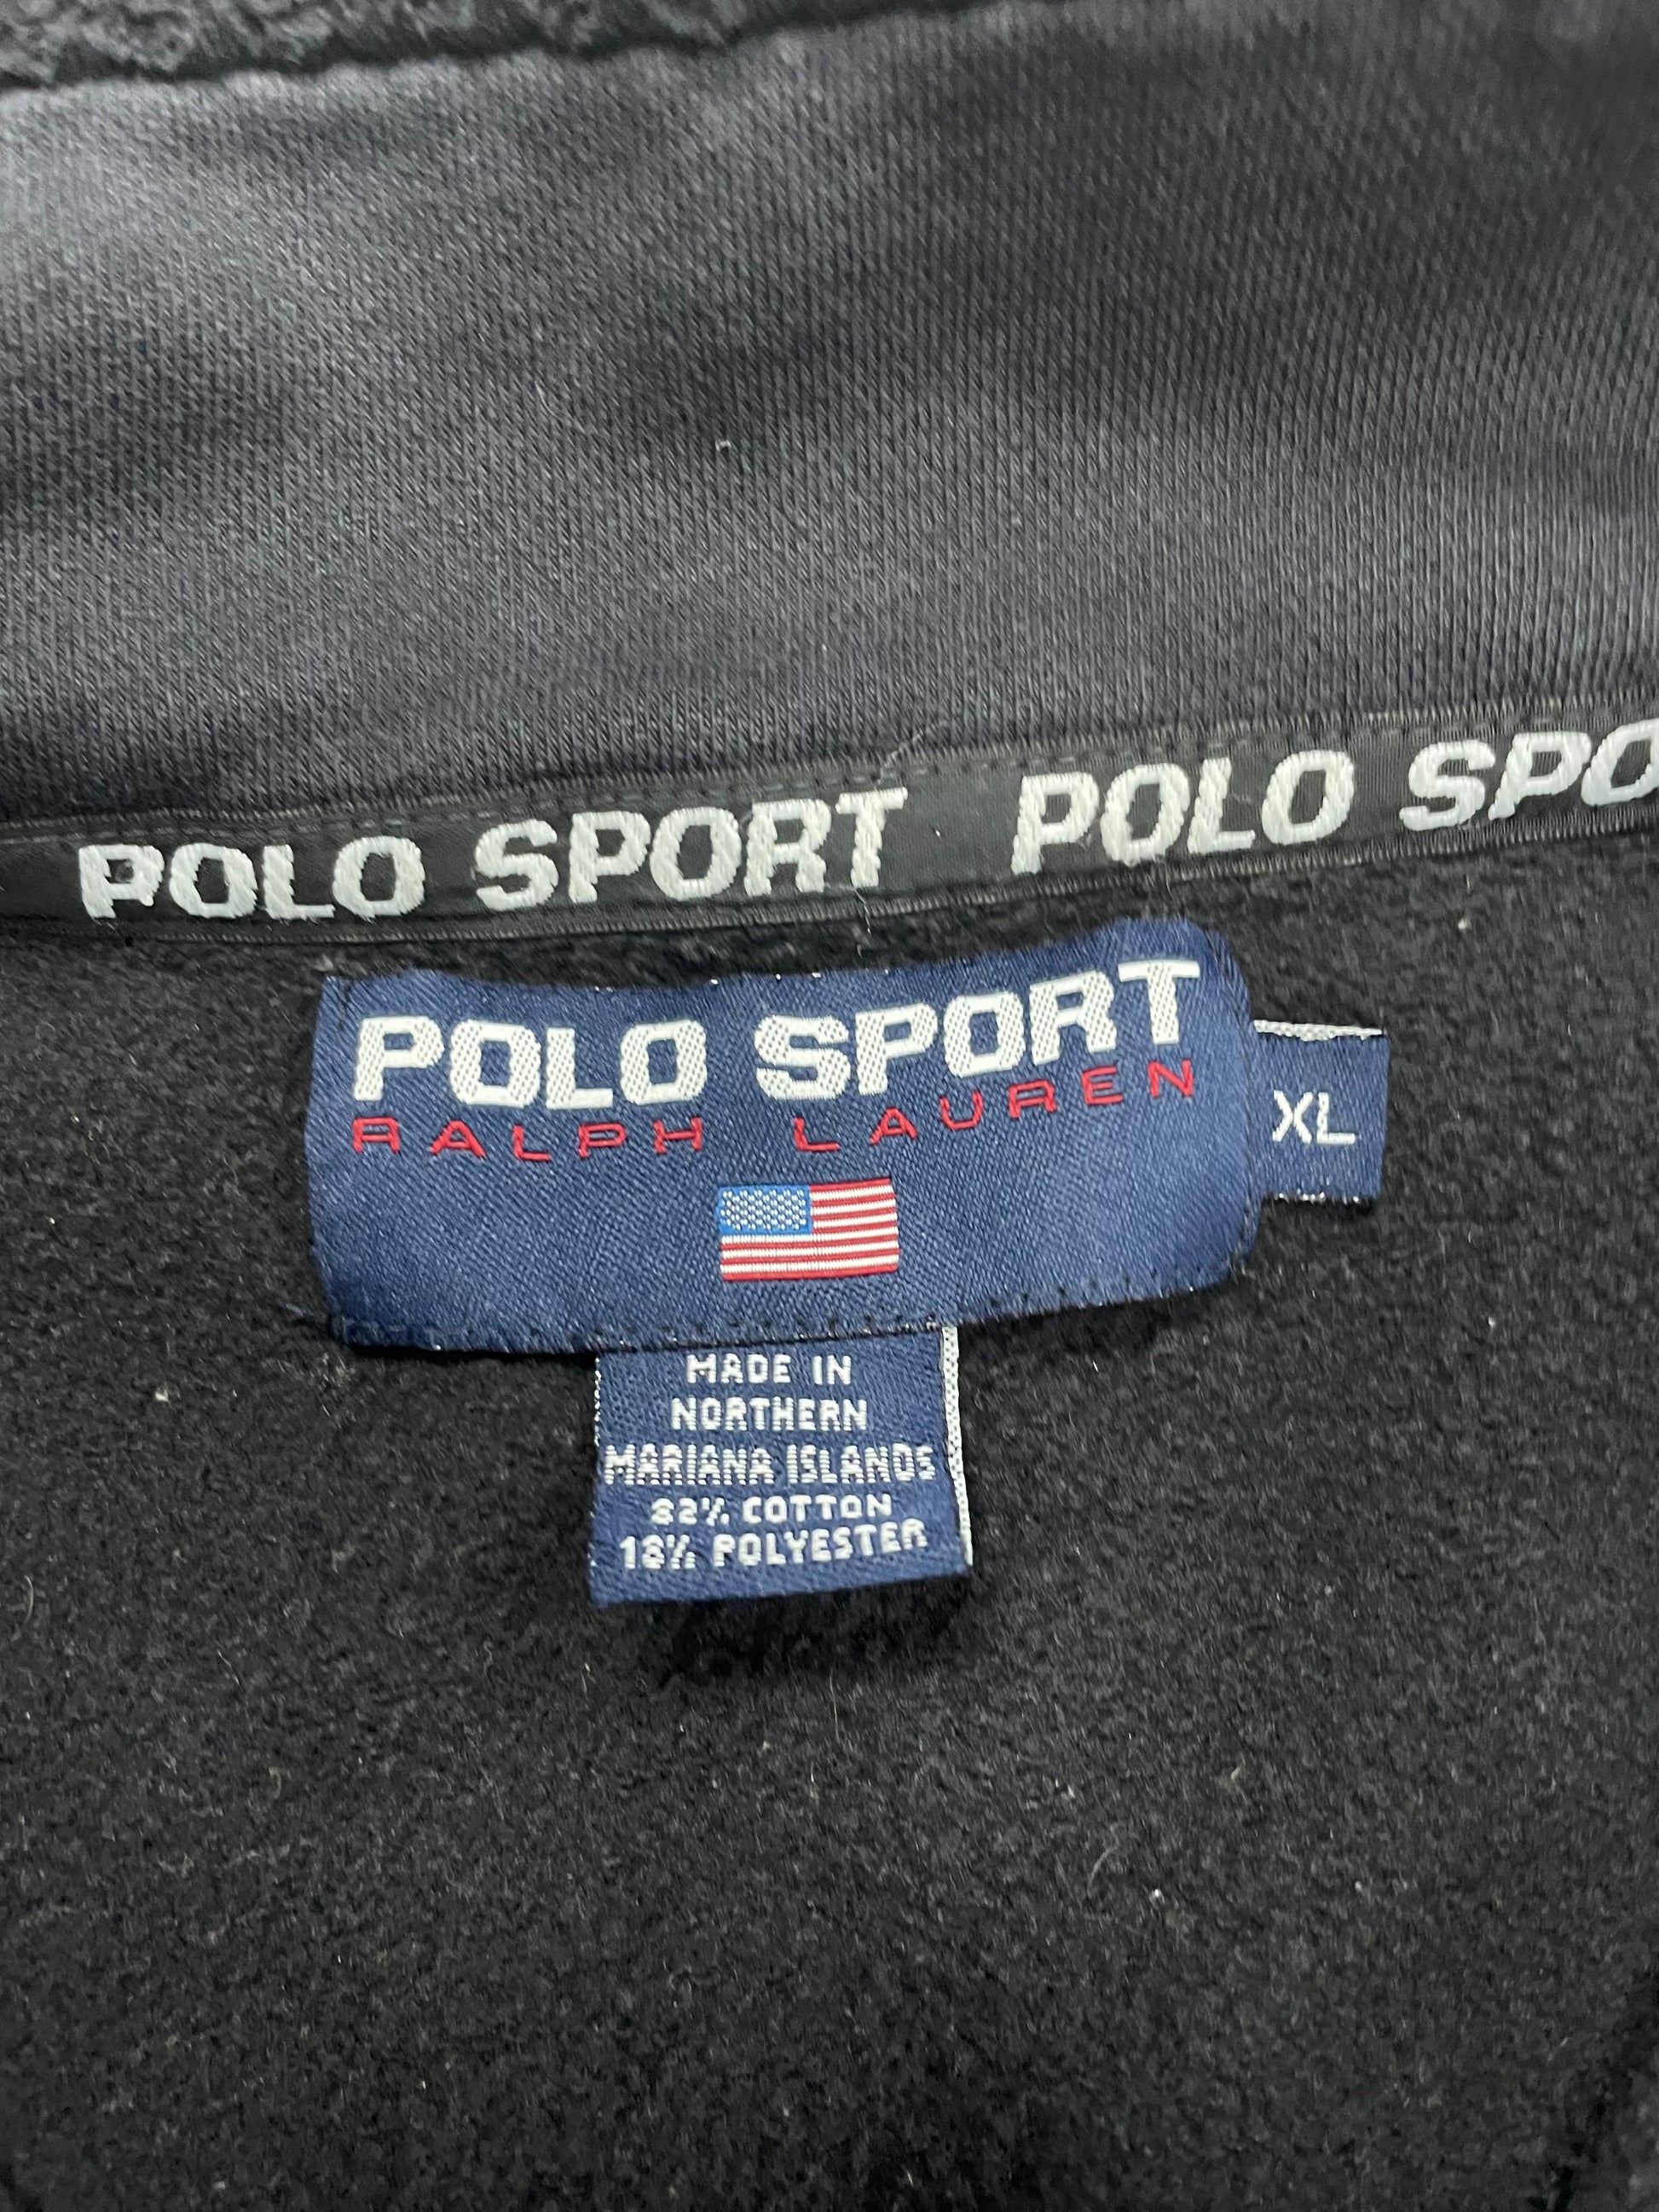 POLO SPORT POLO SPO
POLO SPORT
RALPH LAUREN
XL
MADE IN
NORTHERN
MARIANA ISLANDS
82% COTTON
18% POLYESTER